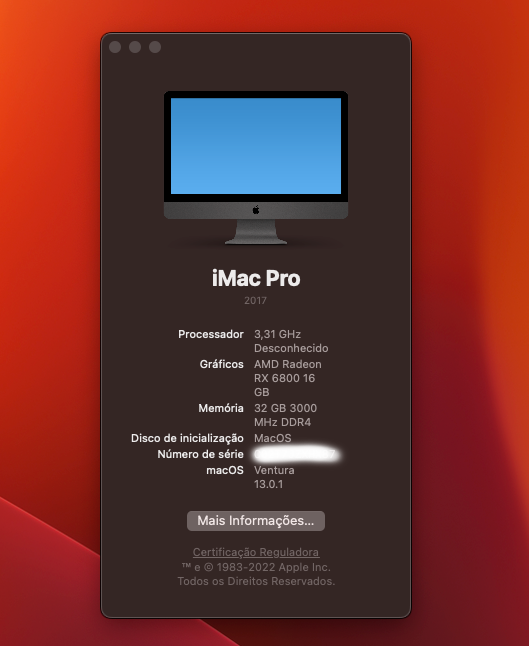 iMac Pro
2017
Processador 3,31 GHz
Desconhecido
Gráficos AMD Radeon
RX 6800 16
GB
Memória 32 GB 3000
MHz DDR4
Disco de inicialização MacOS
Número de série
macOS Ventura
13.0.1
Mais Informações...
Certificação Reguladora
™ e © 1983-2022 Apple Inc.
Todos os Direitos Reservados.